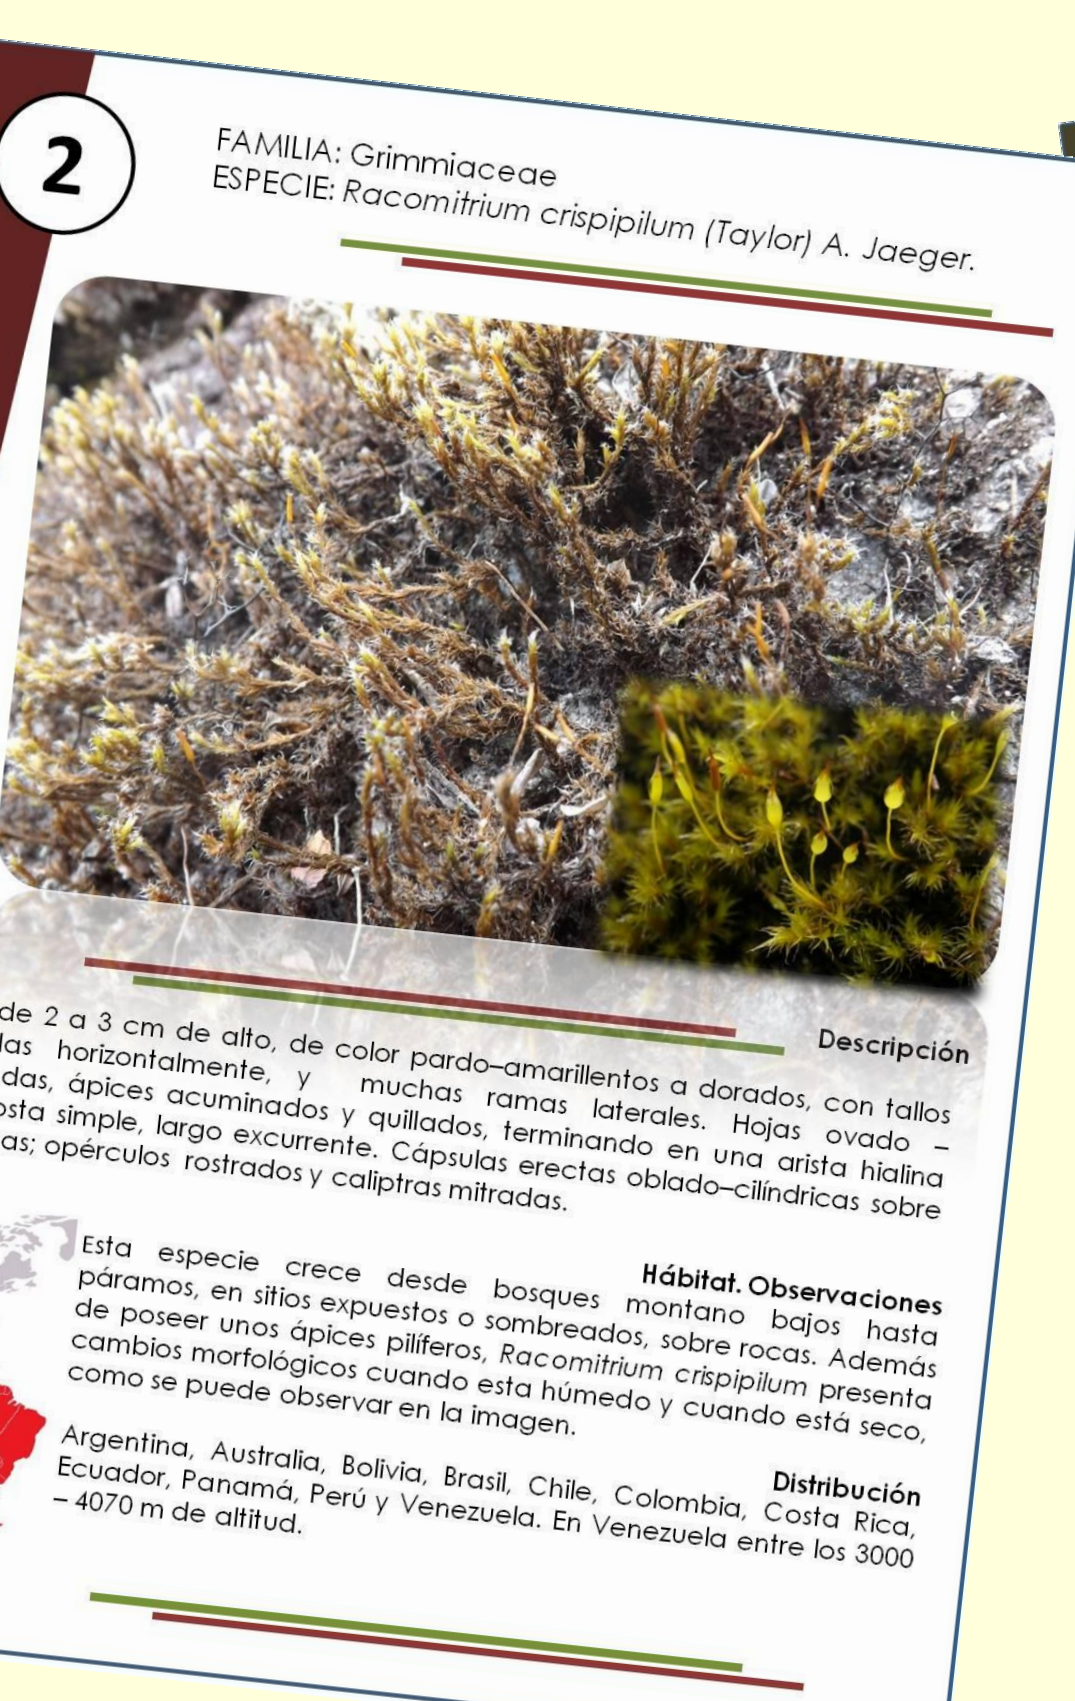 2
FAMILIA: Grimmiaceae
ESPECIE: Racomitrium crispipilum (Taylor) A. Jaeger.
Descripción
de 2 a 3 cm de alto, de color pardo–amarillentos a dorados, con tallos
horizontalmente, y muchas ramas laterales. Hojas ovado –
ápices acuminados y quillados, terminando en una arista hialina
simple, largo excurrente. Cápsulas erectas oblado–cilíndricas sobre
opérculos rostrados y caliptras mitradas.
Hábitat. Observaciones
Esta especie crece desde bosques montano bajos hasta
páramos, en sitios expuestos o sombreados, sobre rocas. Además
de poseer unos ápices pilíferos, Racomitrium crispipilum presenta
cambios morfológicos cuando esta húmedo y cuando está seco,
como se puede observar en la imagen.
Distribución
Argentina, Australia, Bolivia, Brasil, Chile, Colombia, Costa Rica,
Ecuador, Panamá, Perú y Venezuela. En Venezuela entre los 3000
– 4070 m de altitud.